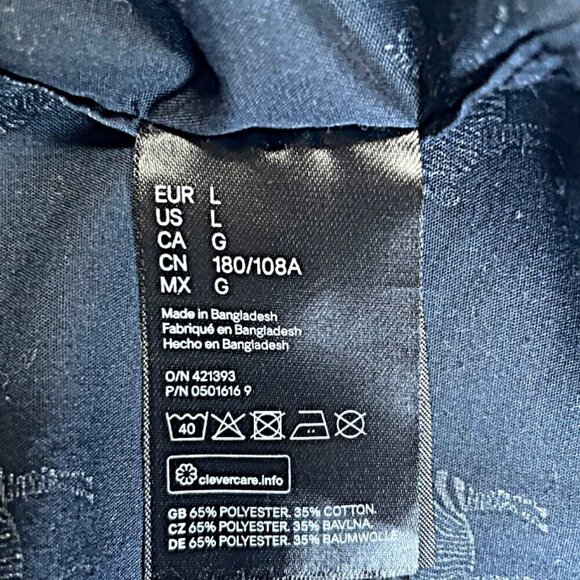 EUR L
US L
CA G
CN 180/108A
MX G
Made in Bangladesh
Fabriqué en Bangladesh
Hecho en Bangladesh
O/N 421393
P/N 0501616 9
40
clevercare.info
GB 65% POLYESTER. 35% COTTON.
CZ 65% POLYESTER. 35% BAVLNA.
DE 65% POLYESTER. 35% BAUMWOLLE